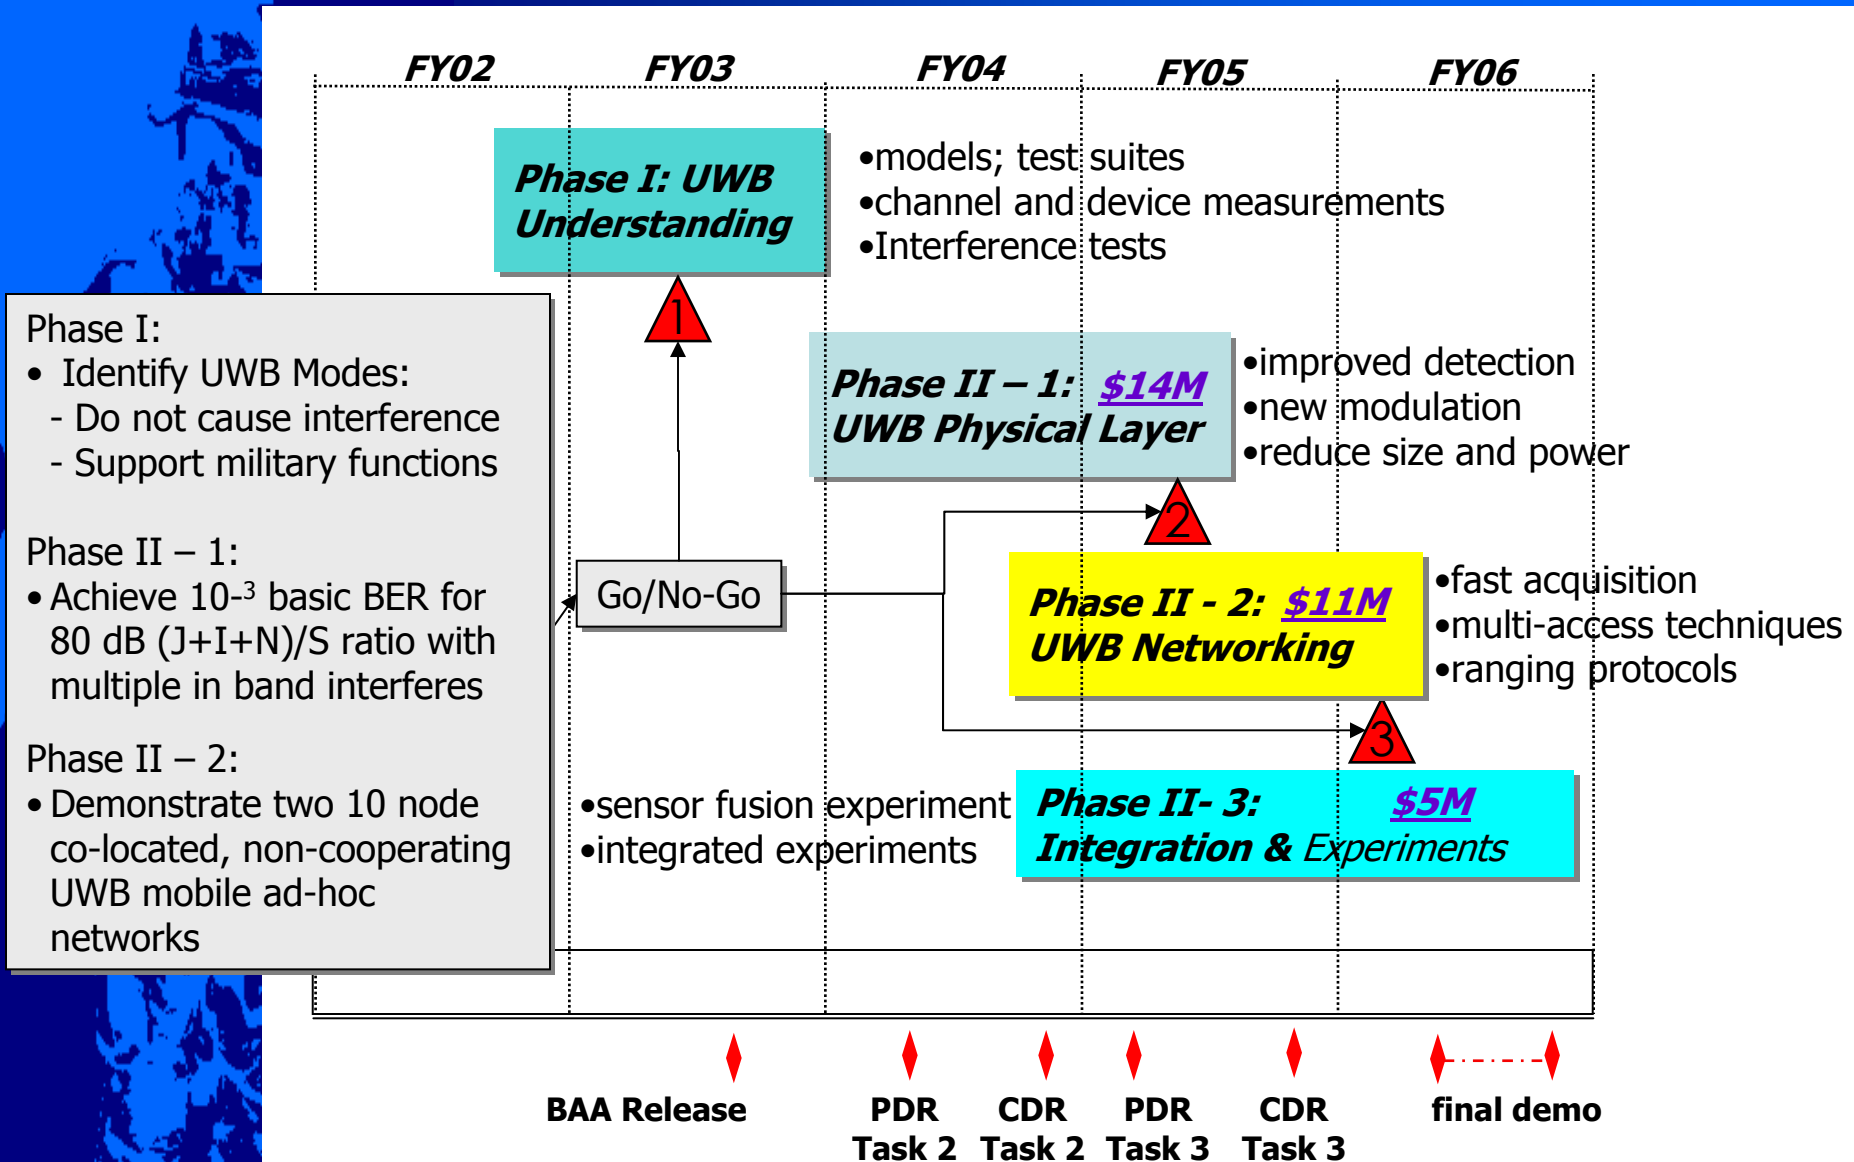 FY02 FY03 FY04 FY05 FY06
Phase I: UWB
Understanding
•models; test suites
•channel and device measurements
•Interference tests
1
Phase I:
• Identify UWB Modes:
- Do not cause interference
- Support military functions
Phase II – 1:
• Achieve 10-³ basic BER for
80 dB (J+I+N)/S ratio with
multiple in band interferes
Phase II – 2:
• Demonstrate two 10 node
co-located, non-cooperating
UWB mobile ad-hoc
networks
Phase II – 1: $14M
UWB Physical Layer
•improved detection
•new modulation
•reduce size and power
2
Go/No-Go
Phase II - 2: $11M
UWB Networking
•fast acquisition
•multi-access techniques
•ranging protocols
3
•sensor fusion experiment
•integrated experiments
Phase II- 3: $5M
Integration & Experiments
BAA Release
PDR
Task 2
CDR
Task 2
PDR
Task 3
CDR
Task 3
final demo